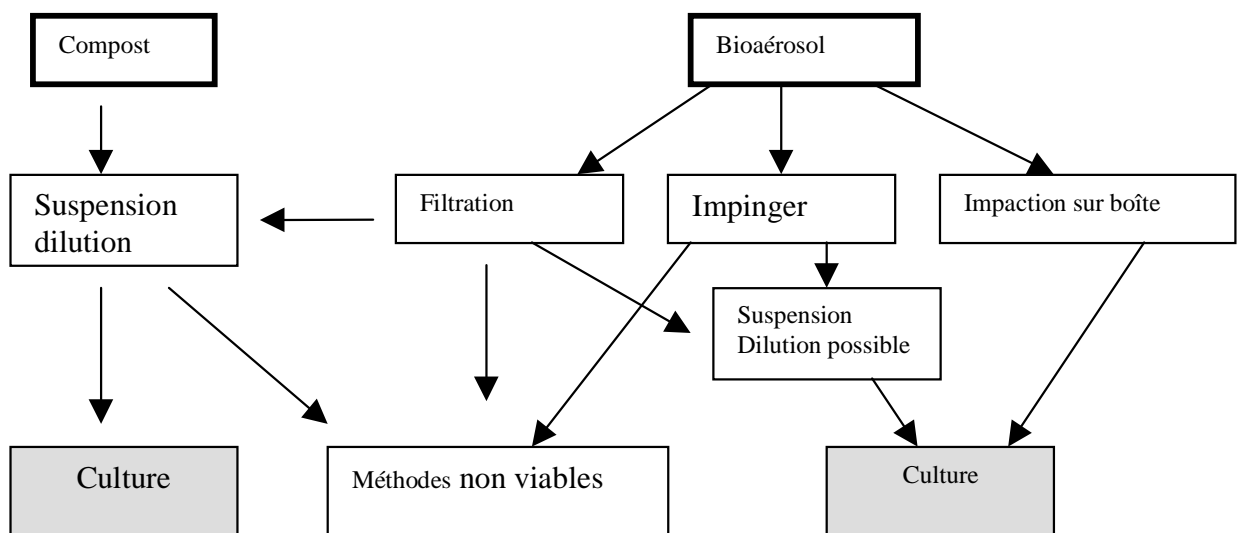 Compost
Bioaérosol
Suspension
dilution
Filtration
Impinger
Impaction sur boîte
Suspension
Dilution possible
Culture
Méthodes non viables
Culture